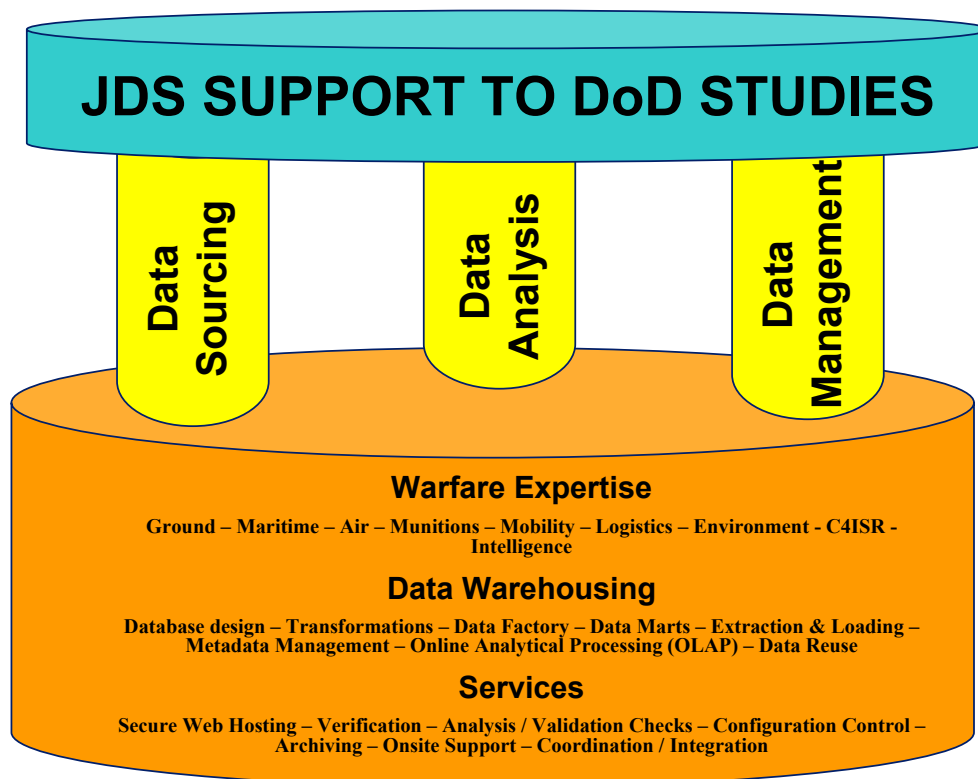 JDS SUPPORT TO DoD STUDIES
Data
Sourcing
Data
Analysis
Data
Management
Warfare Expertise
Ground – Maritime – Air – Munitions – Mobility – Logistics – Environment - C4ISR -
Intelligence
Data Warehousing
Database design – Transformations – Data Factory – Data Marts – Extraction & Loading –
Metadata Management – Online Analytical Processing (OLAP) – Data Reuse
Services
Secure Web Hosting – Verification – Analysis / Validation Checks – Configuration Control –
Archiving – Onsite Support – Coordination / Integration